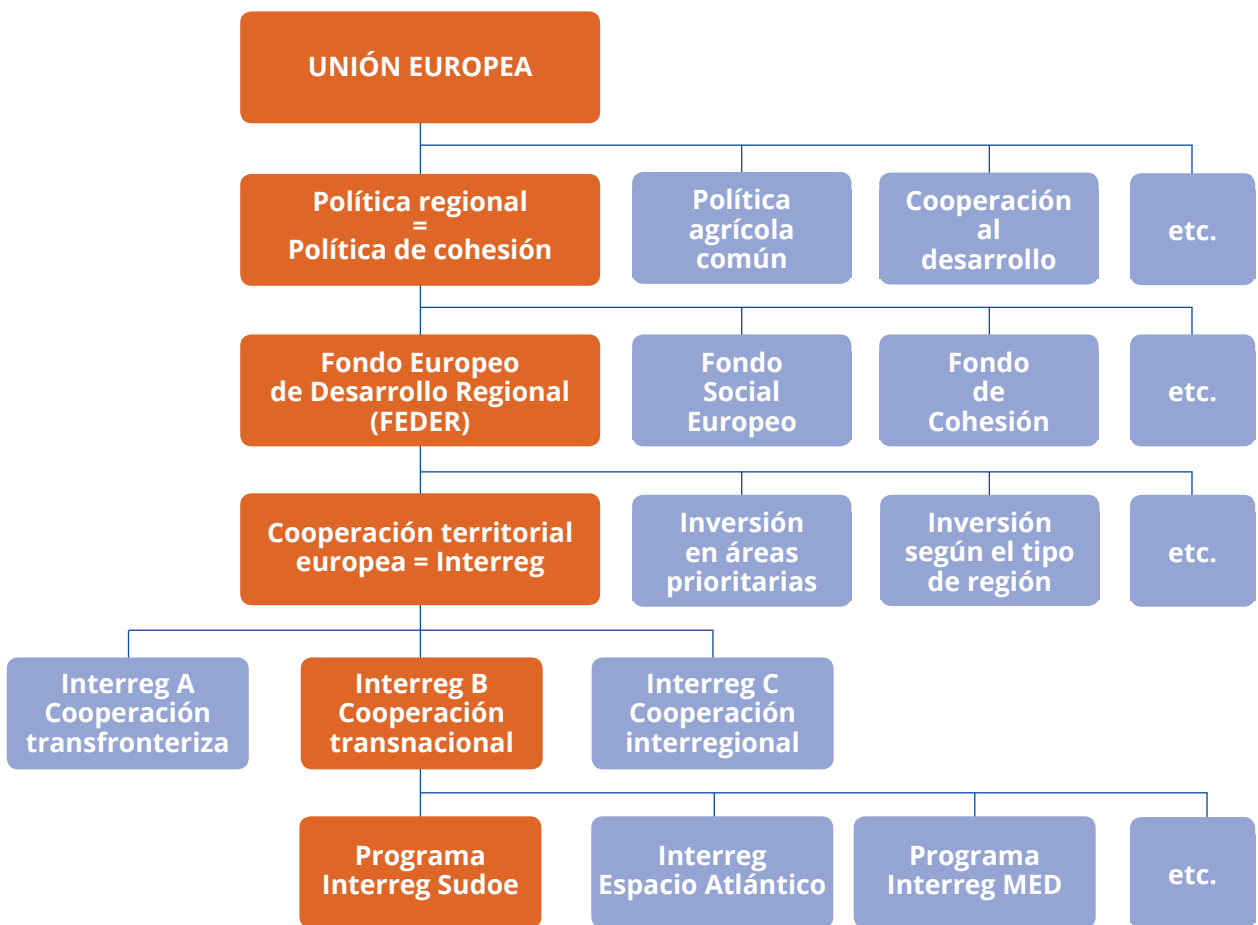 UNIÓN EUROPEA
Política regional
=
Política de cohesión
Política
agrícola
común
Cooperación
al
desarrollo
etc.
Fondo Europeo
de Desarrollo Regional
(FEDER)
Fondo
Social
Europeo
Fondo
de
Cohesión
etc.
Cooperación territorial
europea = Interreg
Inversión
en áreas
prioritarias
Inversión
según el tipo
de región
etc.
Interreg A
Cooperación
transfronteriza
Interreg B
Cooperación
transnacional
Interreg C
Cooperación
interregional
Programa
Interreg Sudoe
Interreg
Espacio Atlántico
Programa
Interreg MED
etc.